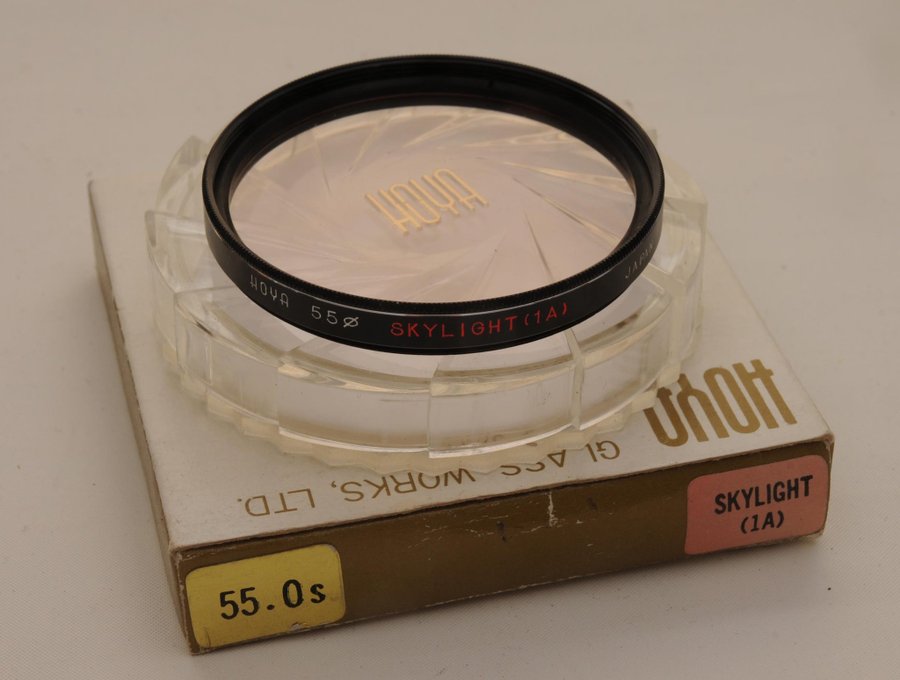 HOYA
HOYA 55ø SKYLIGHT(1A) JAPAN
HOYA
GLASS WORKS, LTD.
55.0s
SKYLIGHT
(1A)